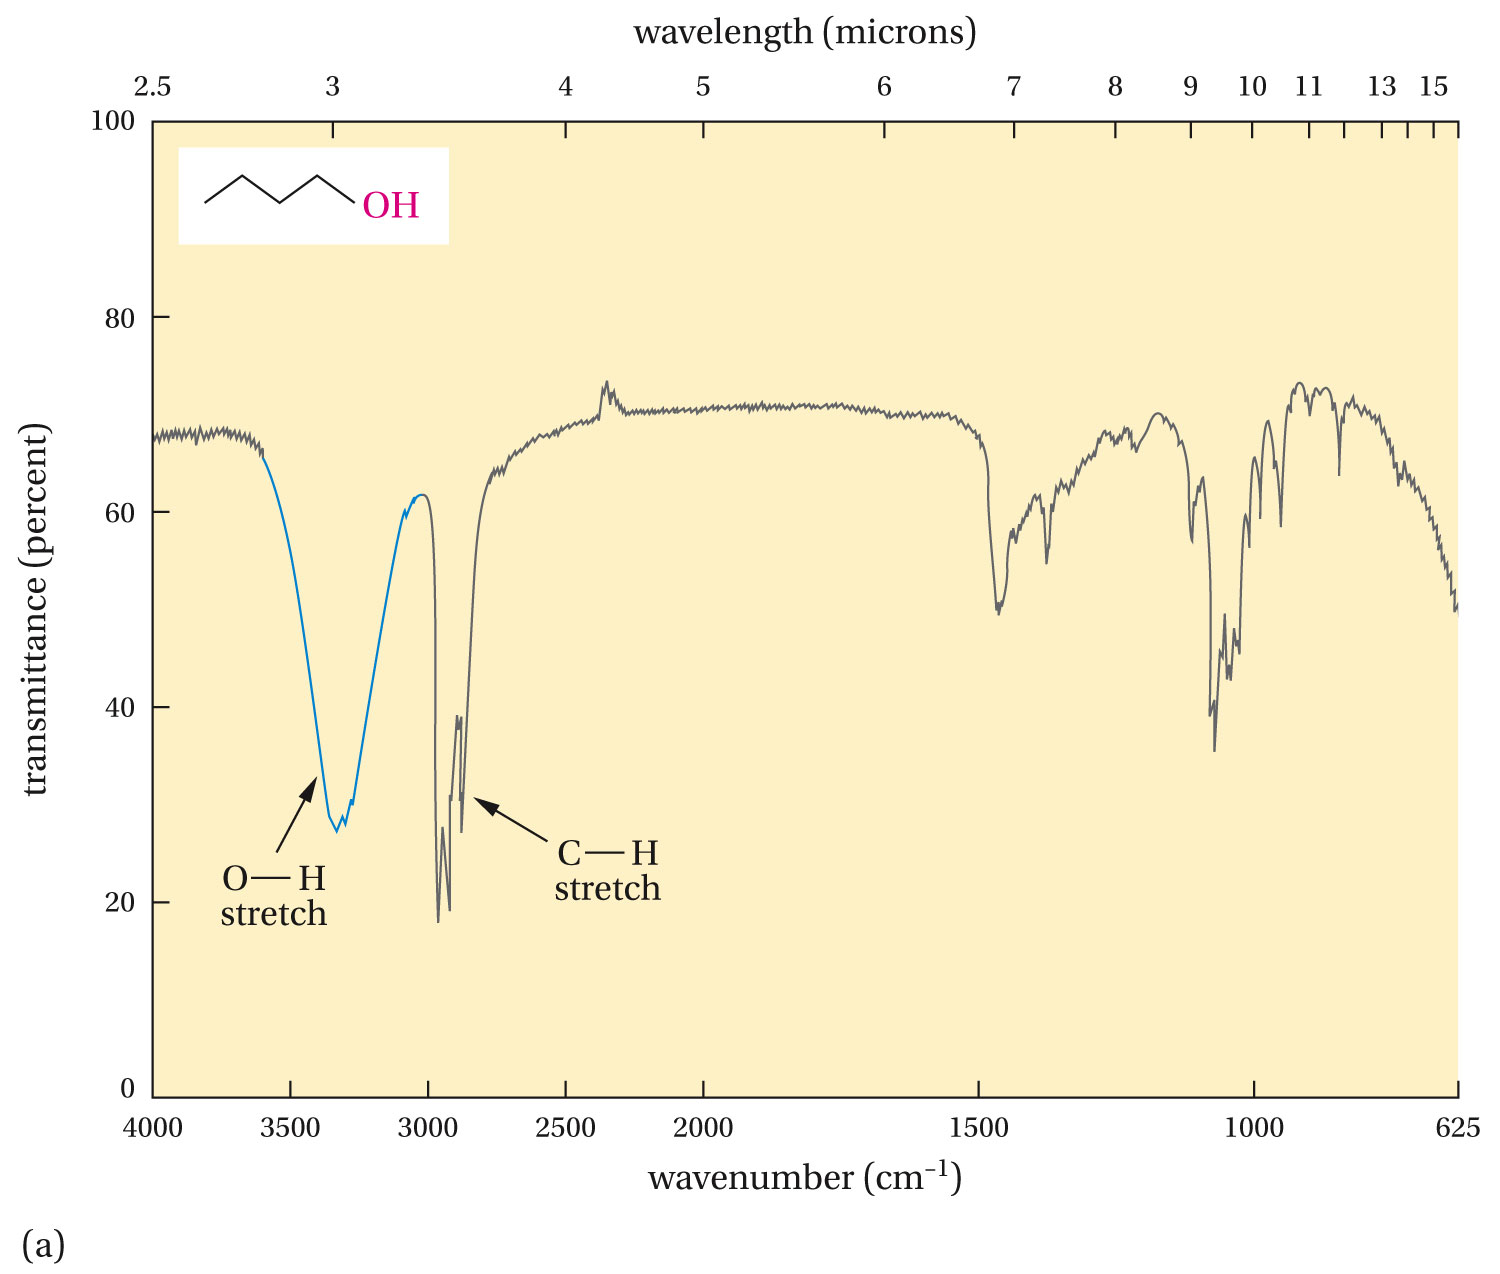 wavelength (microns)
2.5 3 4 5 6 7 8 9 10 11 13 15
100
OH
80
60
40
20
0
transmittance (percent)
O—H
stretch
C—H
stretch
4000 3500 3000 2500 2000 1500 1000 625
wavenumber (cm⁻¹)
(a)